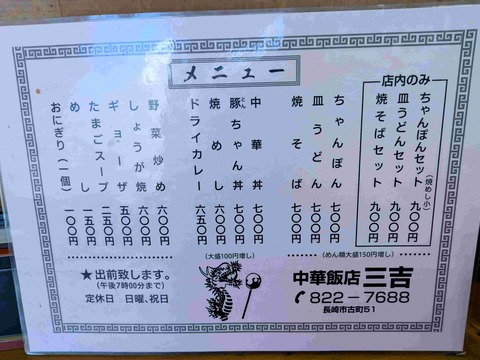 メニュー
店内のみ
ちゃんぽんセット(焼めし小) 九〇〇円
皿うどんセット 九〇〇円
焼そばセット 九〇〇円
ちゃんぽん 七〇〇円
皿うどん 七〇〇円
焼そば 七〇〇円
中華丼 七〇〇円
豚ちゃん丼 七〇〇円
焼めし 六〇〇円
ドライカレー 六五〇円
野菜炒め 六〇〇円
しょうが焼 六〇〇円
ギョーザ 五〇〇円
たまごスープ 二五〇円
めし 一五〇円
おにぎり(一個) 一〇〇円
(めん類大盛150円増し)
(大盛100円増し)
★出前致します。
(午後7時00分まで)
定休日 日曜、祝日
中華飯店 三吉
822-7688
長崎市古町51